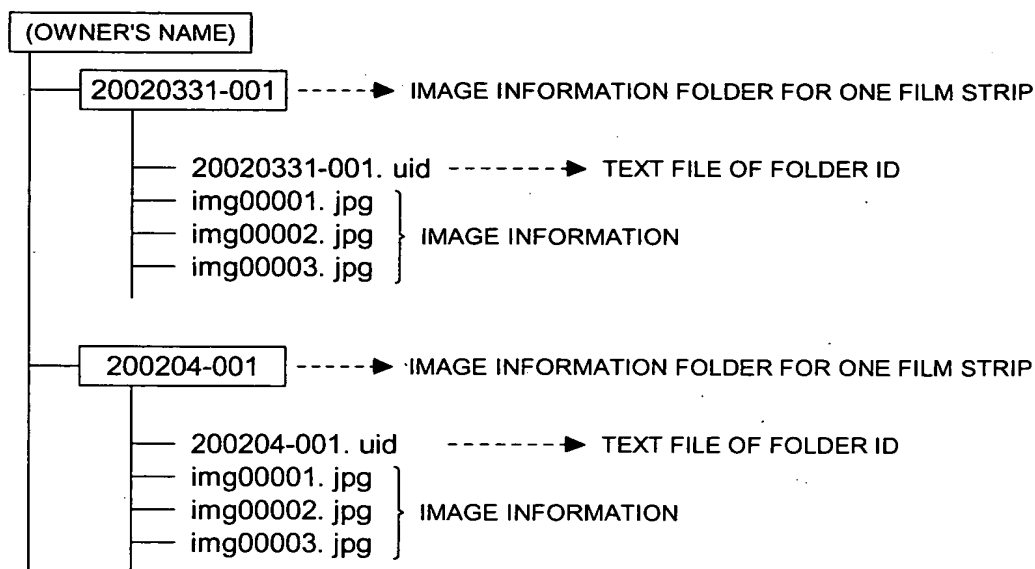 (OWNER'S NAME)
20020331-001 IMAGE INFORMATION FOLDER FOR ONE FILM STRIP
20020331-001. uid TEXT FILE OF FOLDER ID
img00001. jpg
img00002. jpg IMAGE INFORMATION
img00003. jpg
200204-001 IMAGE INFORMATION FOLDER FOR ONE FILM STRIP
200204-001. uid TEXT FILE OF FOLDER ID
img00001. jpg
img00002. jpg IMAGE INFORMATION
img00003. jpg